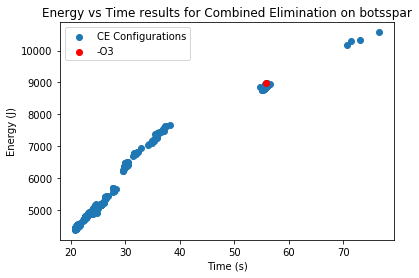 Energy vs Time results for Combined Elimination on botsspar
CE Configurations
-O3
Energy (J)
10000
9000
8000
7000
6000
5000
20 30 40 50 60 70
Time (s)